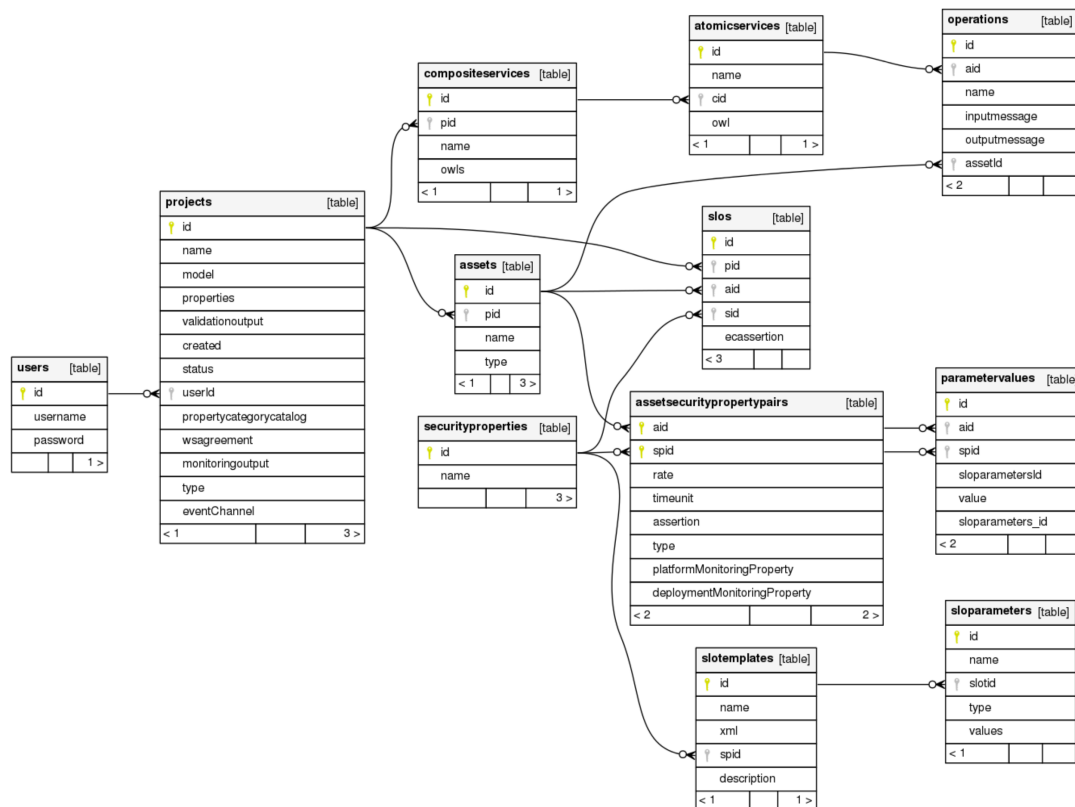 users [table]
id
username
password
1 >
projects [table]
id
name
model
properties
validationoutput
created
status
userId
propertycategorycatalog
wsagreement
monitoringoutput
type
eventChannel
< 1 3 >
compositeservices [table]
id
pid
name
owls
< 1 1 >
assets [table]
id
pid
name
type
< 1 3 >
securityproperties [table]
id
name
3 >
atomicservices [table]
id
name
cid
owl
< 1 1 >
slos [table]
id
pid
aid
sid
ecassertion
< 3
assetsecuritypropertypairs [table]
aid
spid
rate
timeunit
assertion
type
platformMonitoringProperty
deploymentMonitoringProperty
< 2 2 >
slotemplates [table]
id
name
xml
spid
description
< 1 1 >
operations [table]
id
aid
name
inputmessage
outputmessage
assetId
< 2
parametervalues [table
id
aid
spid
sloparametersId
value
sloparameters_id
< 2
sloparameters [table]
id
name
slotid
type
values
< 1